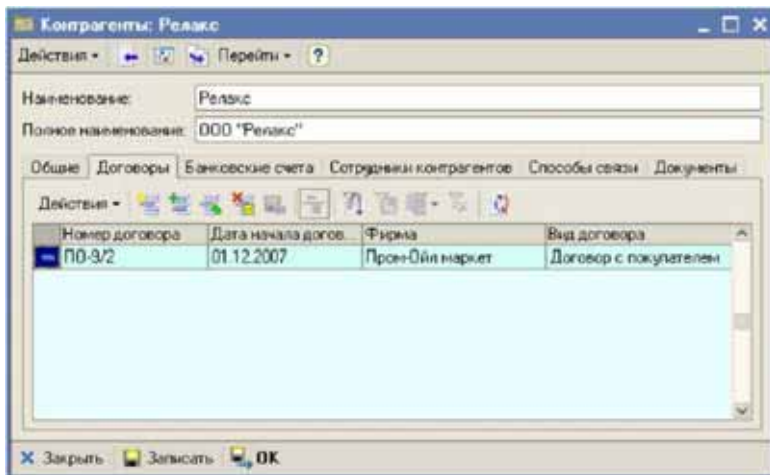 Контрагенты: Релакс
Действия Перейти ?
Наименование: Релакс
Полное наименование: ООО "Релакс"
Общие Договоры Банковские счета Сотрудники контрагентов Способы связи Документы
Действия
Номер договора Дата начала догов... Фирма Вид договора
ПО-9/2 01.12.2007 Пром-Ойл маркет Договор с покупателем
Закрыть Записать ОК